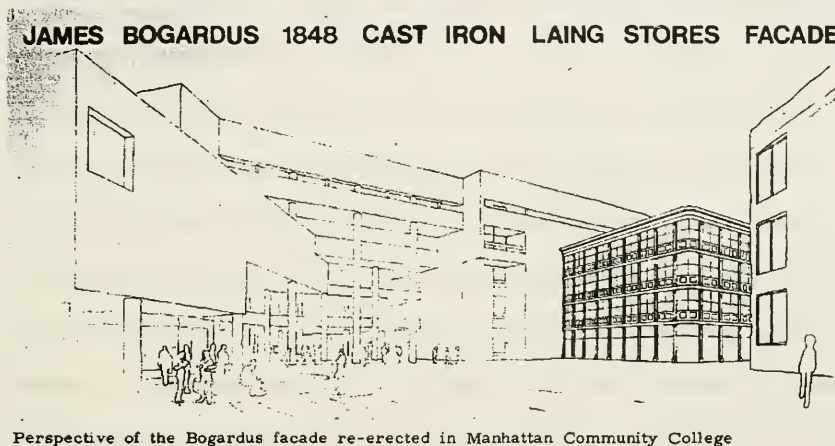 JAMES BOGARDUS 1848 CAST IRON LAING STORES FACADE
Perspective of the Bogardus facade re-erected in Manhattan Community College